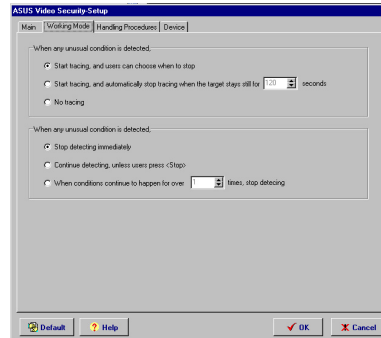 ASUS Video Security-Setup
Main Working Mode Handling Procedures Device
When any unusual condition is detected,
Start tracing, and users can choose when to stop
Start tracing, and automatically stop tracing when the target stays still for 120 seconds
No tracing
When any unusual condition is detected,
Stop detecting immediately
Continue detecting, unless users press <Stop>
When conditions continue to happen for over 1 times, stop detecing
Default ? Help OK Cancel